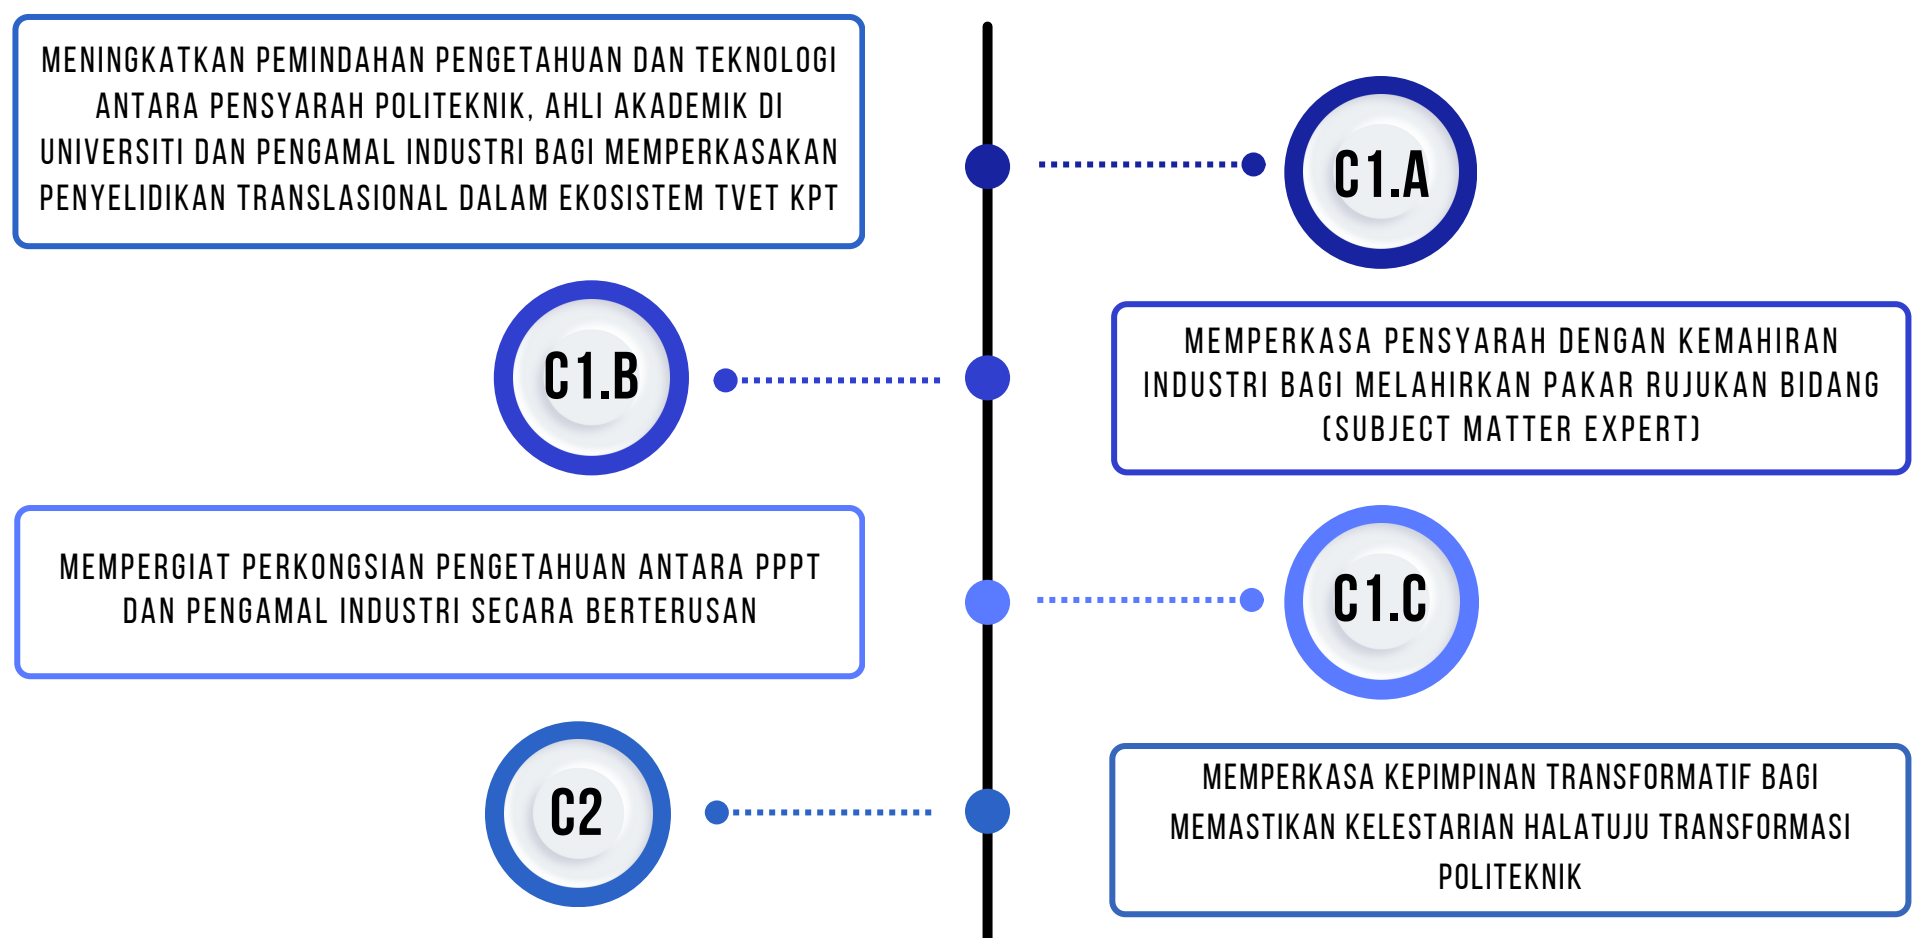 MENINGKATKAN PEMINDAHAN PENGETAHUAN DAN TEKNOLOGI
ANTARA PENSYARAH POLITEKNIK, AHLI AKADEMIK DI
UNIVERSITI DAN PENGAMAL INDUSTRI BAGI MEMPERKASAKAN
PENYELIDIKAN TRANSLASIONAL DALAM EKOSISTEM TVET KPT
C1.A
C1.B
MEMPERKASA PENSYARAH DENGAN KEMAHIRAN
INDUSTRI BAGI MELAHIRKAN PAKAR RUJUKAN BIDANG
(SUBJECT MATTER EXPERT)
MEMPERGIAT PERKONGSIAN PENGETAHUAN ANTARA PPPT
DAN PENGAMAL INDUSTRI SECARA BERTERUSAN
C1.C
C2
MEMPERKASA KEPIMPINAN TRANSFORMATIF BAGI
MEMASTIKAN KELESTARIAN HALATUJU TRANSFORMASI
POLITEKNIK